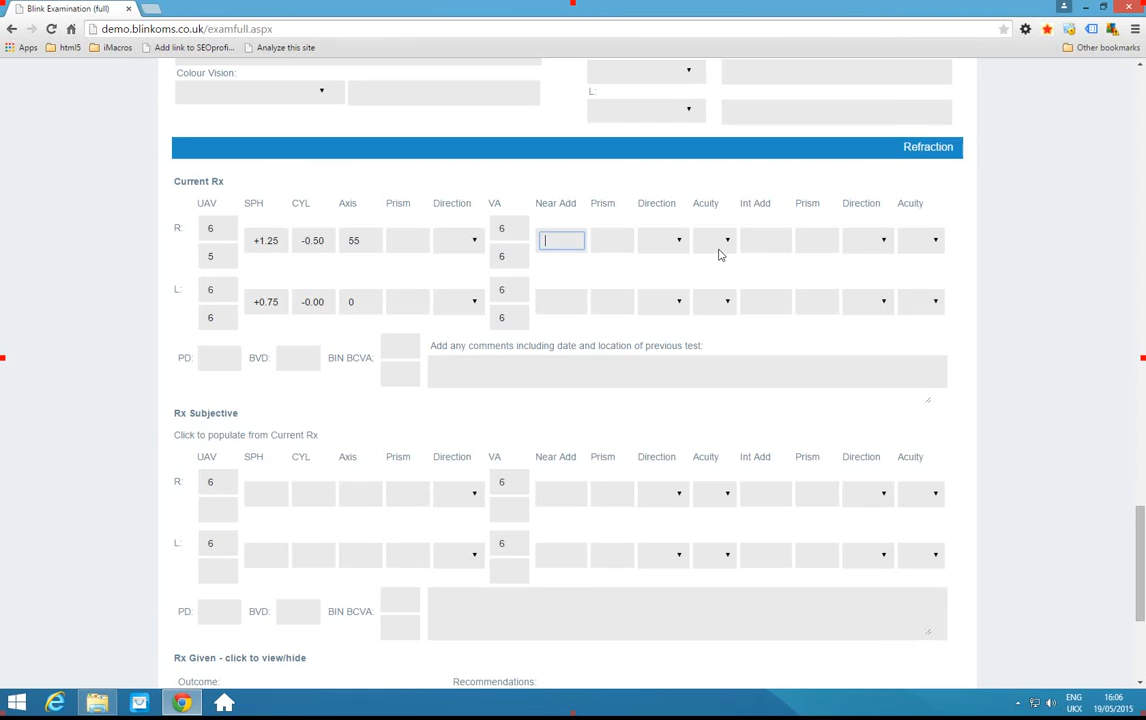 Blink Examination (full)
demo.blinkoms.co.uk/examfull.aspx
Apps html5 iMacros Add link to SEOprofi... Analyze this site Other bookmarks
Colour Vision:
L:
Refraction
Current Rx
UAV SPH CYL Axis Prism Direction VA Near Add Prism Direction Acuity Int Add Prism Direction Acuity
R: 6 6
+1.25 -0.50 55
5 6
L: 6 6
+0.75 -0.00 0
6 6
Add any comments including date and location of previous test:
PD: BVD: BIN BCVA:
Rx Subjective
Click to populate from Current Rx
UAV SPH CYL Axis Prism Direction VA Near Add Prism Direction Acuity Int Add Prism Direction Acuity
R: 6 6
L: 6 6
PD: BVD: BIN BCVA:
Rx Given - click to view/hide
Outcome: Recommendations:
ENG 16:06
UKX 19/05/2015